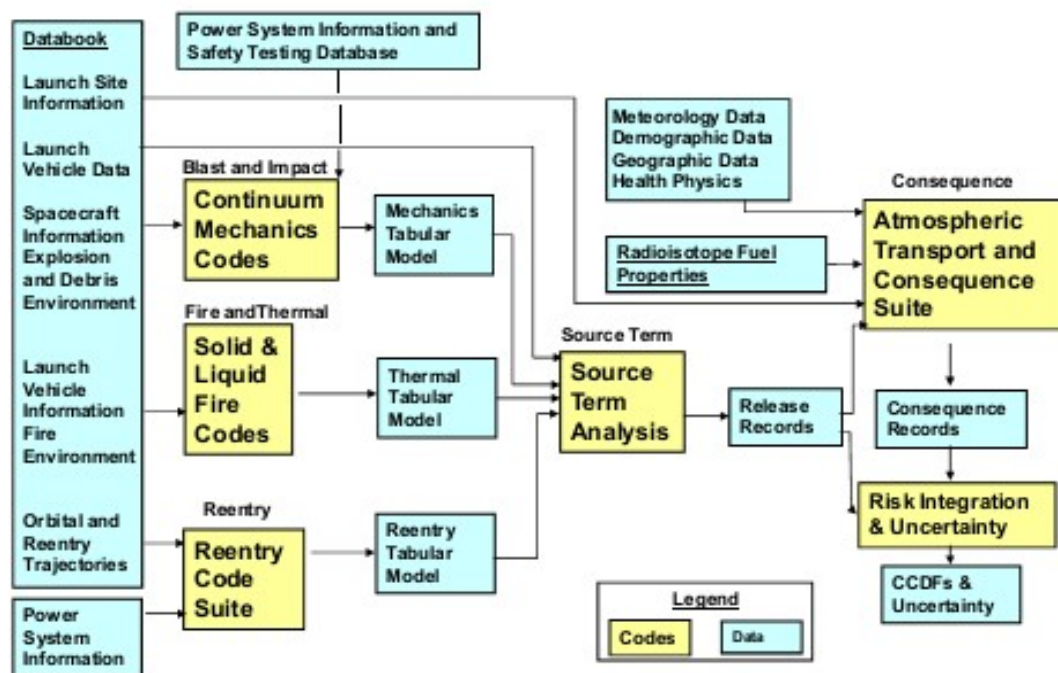 Databook
Launch Site
Information
Launch
Vehicle Data
Spacecraft
Information
Explosion
and Debris
Environment
Launch
Vehicle
Information
Fire
Environment
Orbital and
Reentry
Trajectories
Power
System
Information
Power System Information and
Safety Testing Database
Blast and Impact
Continuum
Mechanics
Codes
Mechanics
Tabular
Model
Fire andThermal
Solid &
Liquid
Fire
Codes
Thermal
Tabular
Model
Reentry
Reentry
Code
Suite
Reentry
Tabular
Model
Source Term
Source
Term
Analysis
Release
Records
Meteorology Data
Demographic Data
Geographic Data
Health Physics
Radioisotope Fuel
Properties
Consequence
Atmospheric
Transport and
Consequence
Suite
Consequence
Records
Risk Integration
& Uncertainty
CCDFs &
Uncertainty
Legend
Codes
Data